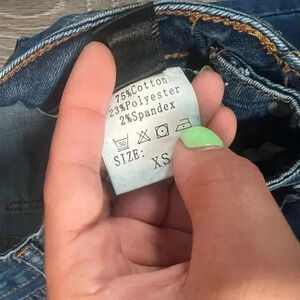 75%Cotton
23%Polyester
2%Spandex
30
SIZE:
XS